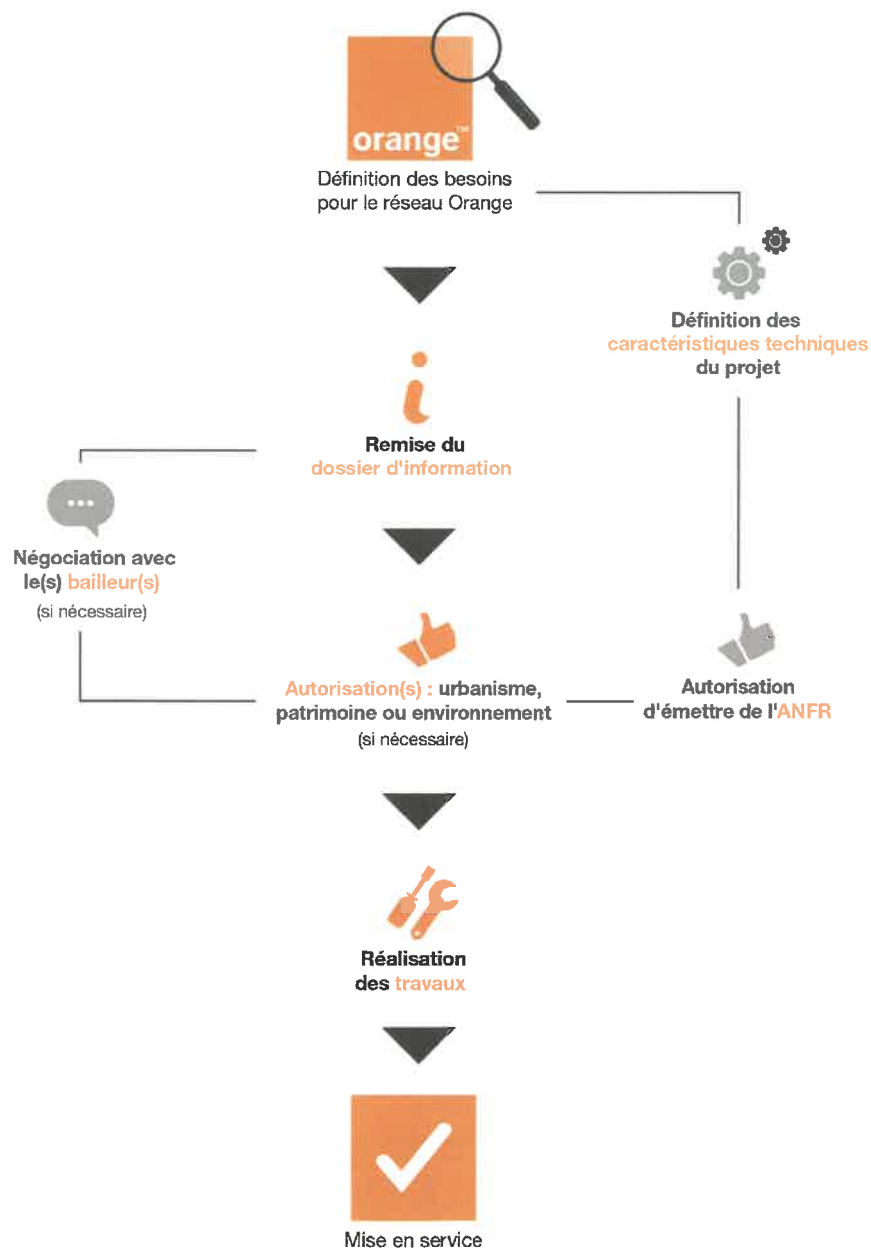 orange™
Définition des besoins
pour le réseau Orange
Définition des
caractéristiques techniques
du projet
Remise du
dossier d'information
Négociation avec
le(s) bailleur(s)
(si nécessaire)
Autorisation(s) : urbanisme,
patrimoine ou environnement
(si nécessaire)
Autorisation
d'émettre de l'ANFR
Réalisation
des travaux
Mise en service